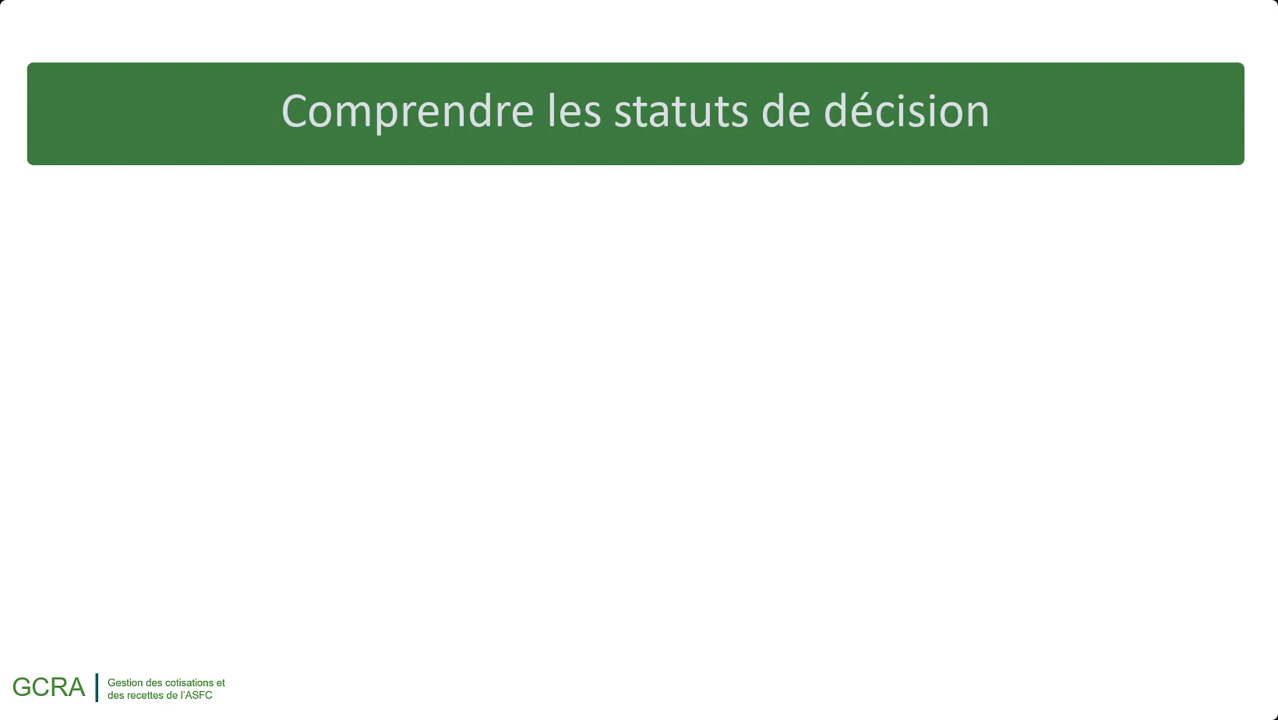 Comprendre les statuts de décision
GCRA
Gestion des cotisations et
des recettes de l'ASFC